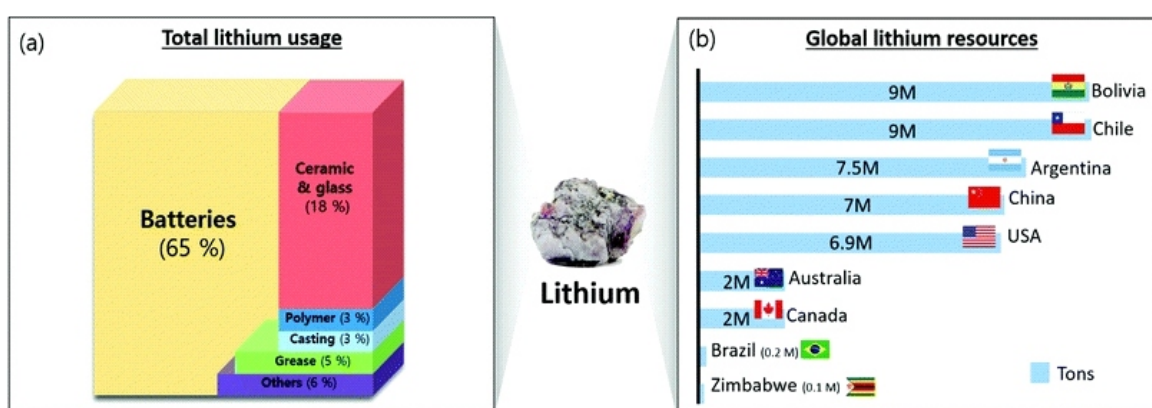 (a)
Total lithium usage
Batteries
(65 %)
Ceramic
& glass
(18 %)
Polymer (3 %)
Casting (3 %)
Grease (5 %)
Others (6 %)
Lithium
(b)
Global lithium resources
9M Bolivia
9M Chile
7.5M Argentina
7M China
6.9M USA
2M Australia
2M Canada
Brazil (0.2 M)
Zimbabwe (0.1 M)
Tons